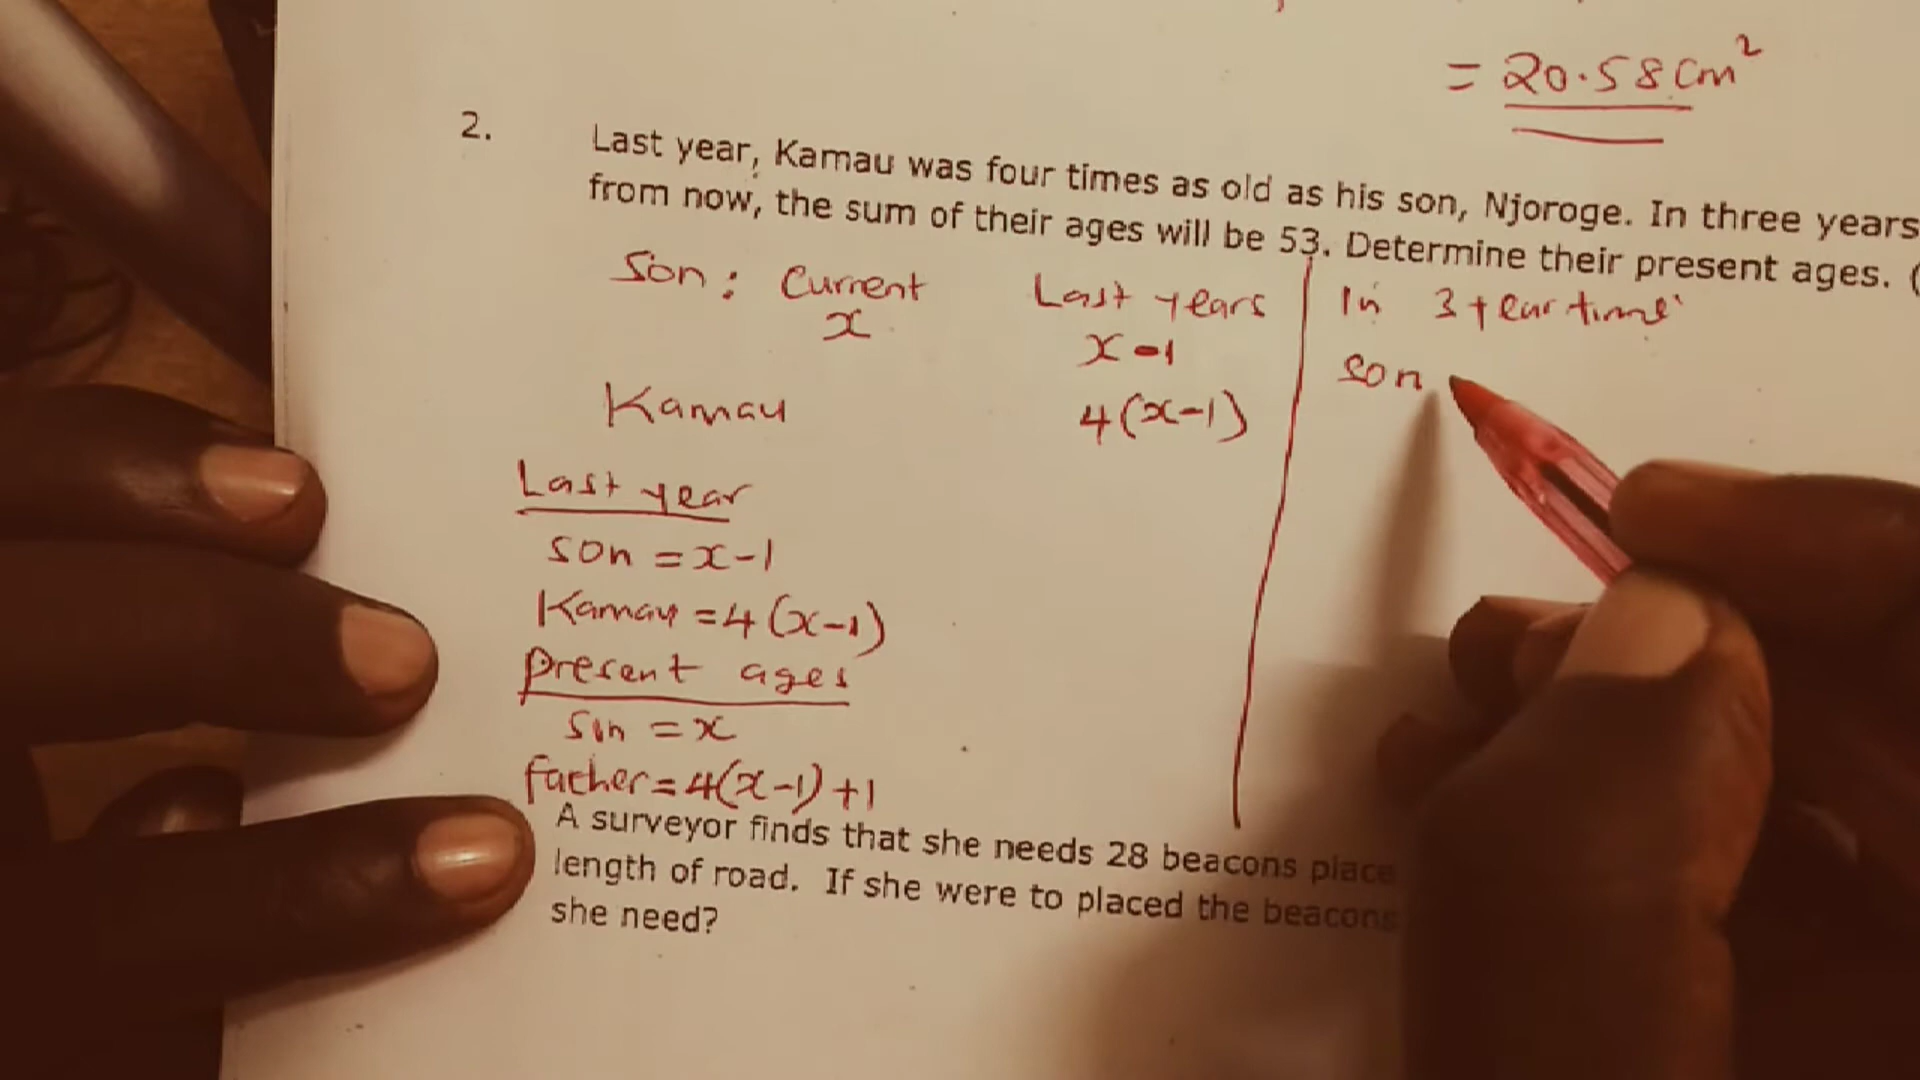 = 20.58cm²
2. Last year, Kamau was four times as old as his son, Njoroge. In three years
from now, the sum of their ages will be 53. Determine their present ages. (
Son: Current Last years In 3 year time
x x-1 son
Kamau 4(x-1)
Last year
son = x-1
Kamau = 4(x-1)
present ages
son = x
father = 4(x-1)+1
A surveyor finds that she needs 28 beacons place
length of road. If she were to placed the beacons
she need?